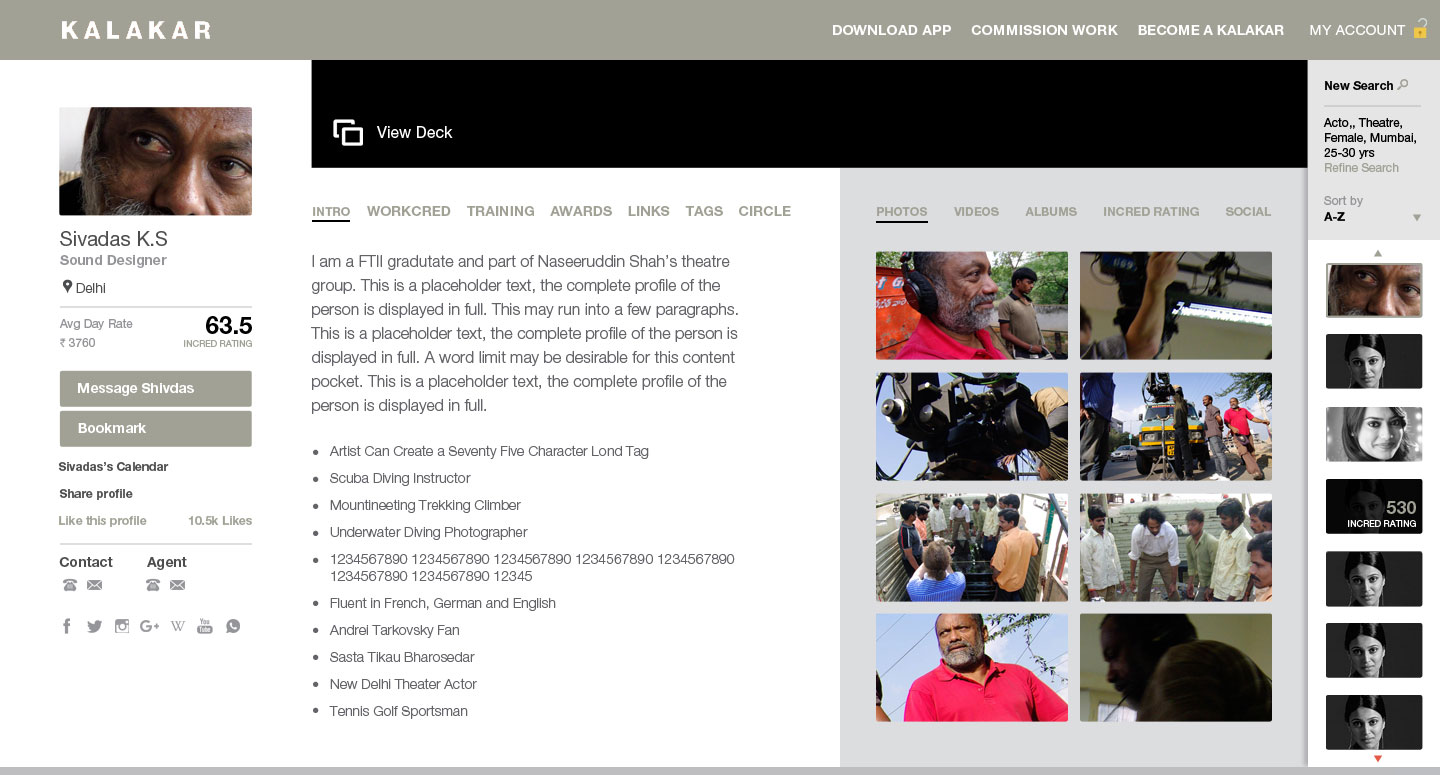 KALAKAR
DOWNLOAD APP COMMISSION WORK BECOME A KALAKAR MY ACCOUNT
Sivadas K.S
Sound Designer
Delhi
Avg Day Rate 63.5
₹ 3760 INCRED RATING
Message Shivdas
Bookmark
Sivadas's Calendar
Share profile
Like this profile 10.5k Likes
Contact Agent
You
Tube
View Deck
INTRO WORKCRED TRAINING AWARDS LINKS TAGS CIRCLE
I am a FTII gradutate and part of Naseeruddin Shah's theatre
group. This is a placeholder text, the complete profile of the
person is displayed in full. This may run into a few paragraphs.
This is a placeholder text, the complete profile of the person is
displayed in full. A word limit may be desirable for this content
pocket. This is a placeholder text, the complete profile of the
person is displayed in full.
Artist Can Create a Seventy Five Character Lond Tag
Scuba Diving Instructor
Mountineeting Trekking Climber
Underwater Diving Photographer
1234567890 1234567890 1234567890 1234567890 1234567890
1234567890 1234567890 12345
Fluent in French, German and English
Andrei Tarkovsky Fan
Sasta Tikau Bharosedar
New Delhi Theater Actor
Tennis Golf Sportsman
PHOTOS VIDEOS ALBUMS INCRED RATING SOCIAL
New Search
Acto,, Theatre,
Female, Mumbai,
25-30 yrs
Refine Search
Sort by
A-Z
530
INCRED RATING